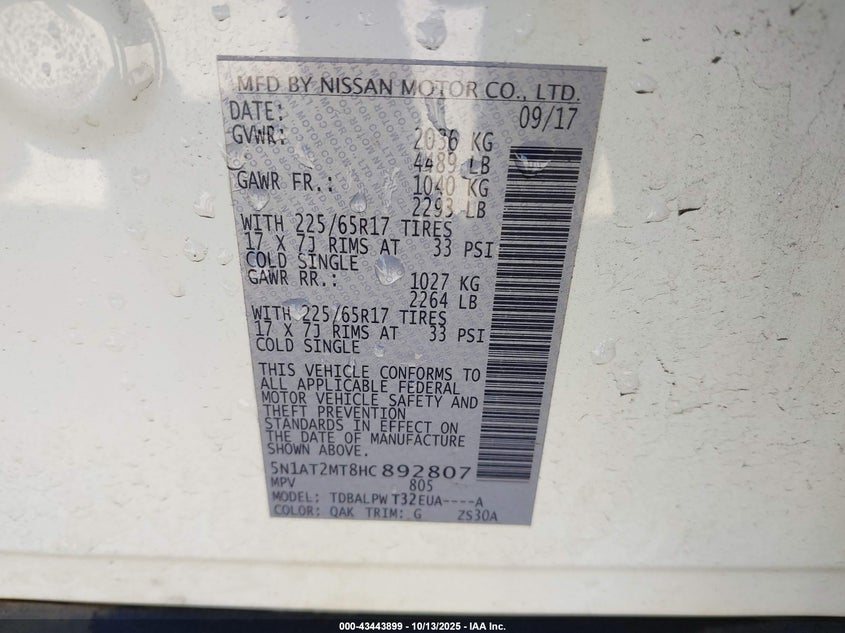 MFD BY NISSAN MOTOR CO., LTD.
DATE: 09/17
GVWR: 2036 KG
4489 LB
GAWR FR.: 1040 KG
2293 LB
WITH 225/65R17 TIRES
17 X 7J RIMS AT 33 PSI
COLD SINGLE
GAWR RR.: 1027 KG
2264 LB
WITH 225/65R17 TIRES
17 X 7J RIMS AT 33 PSI
COLD SINGLE
THIS VEHICLE CONFORMS TO
ALL APPLICABLE FEDERAL
MOTOR VEHICLE SAFETY AND
THEFT PREVENTION
STANDARDS IN EFFECT ON
THE DATE OF MANUFACTURE
SHOWN ABOVE.
5N1AT2MT8HC892807
MPV 805
MODEL: TDBALPW T32EUA----A
COLOR: QAK TRIM: G ZS30A
000-43443899 - 10/13/2025 - IAA Inc.